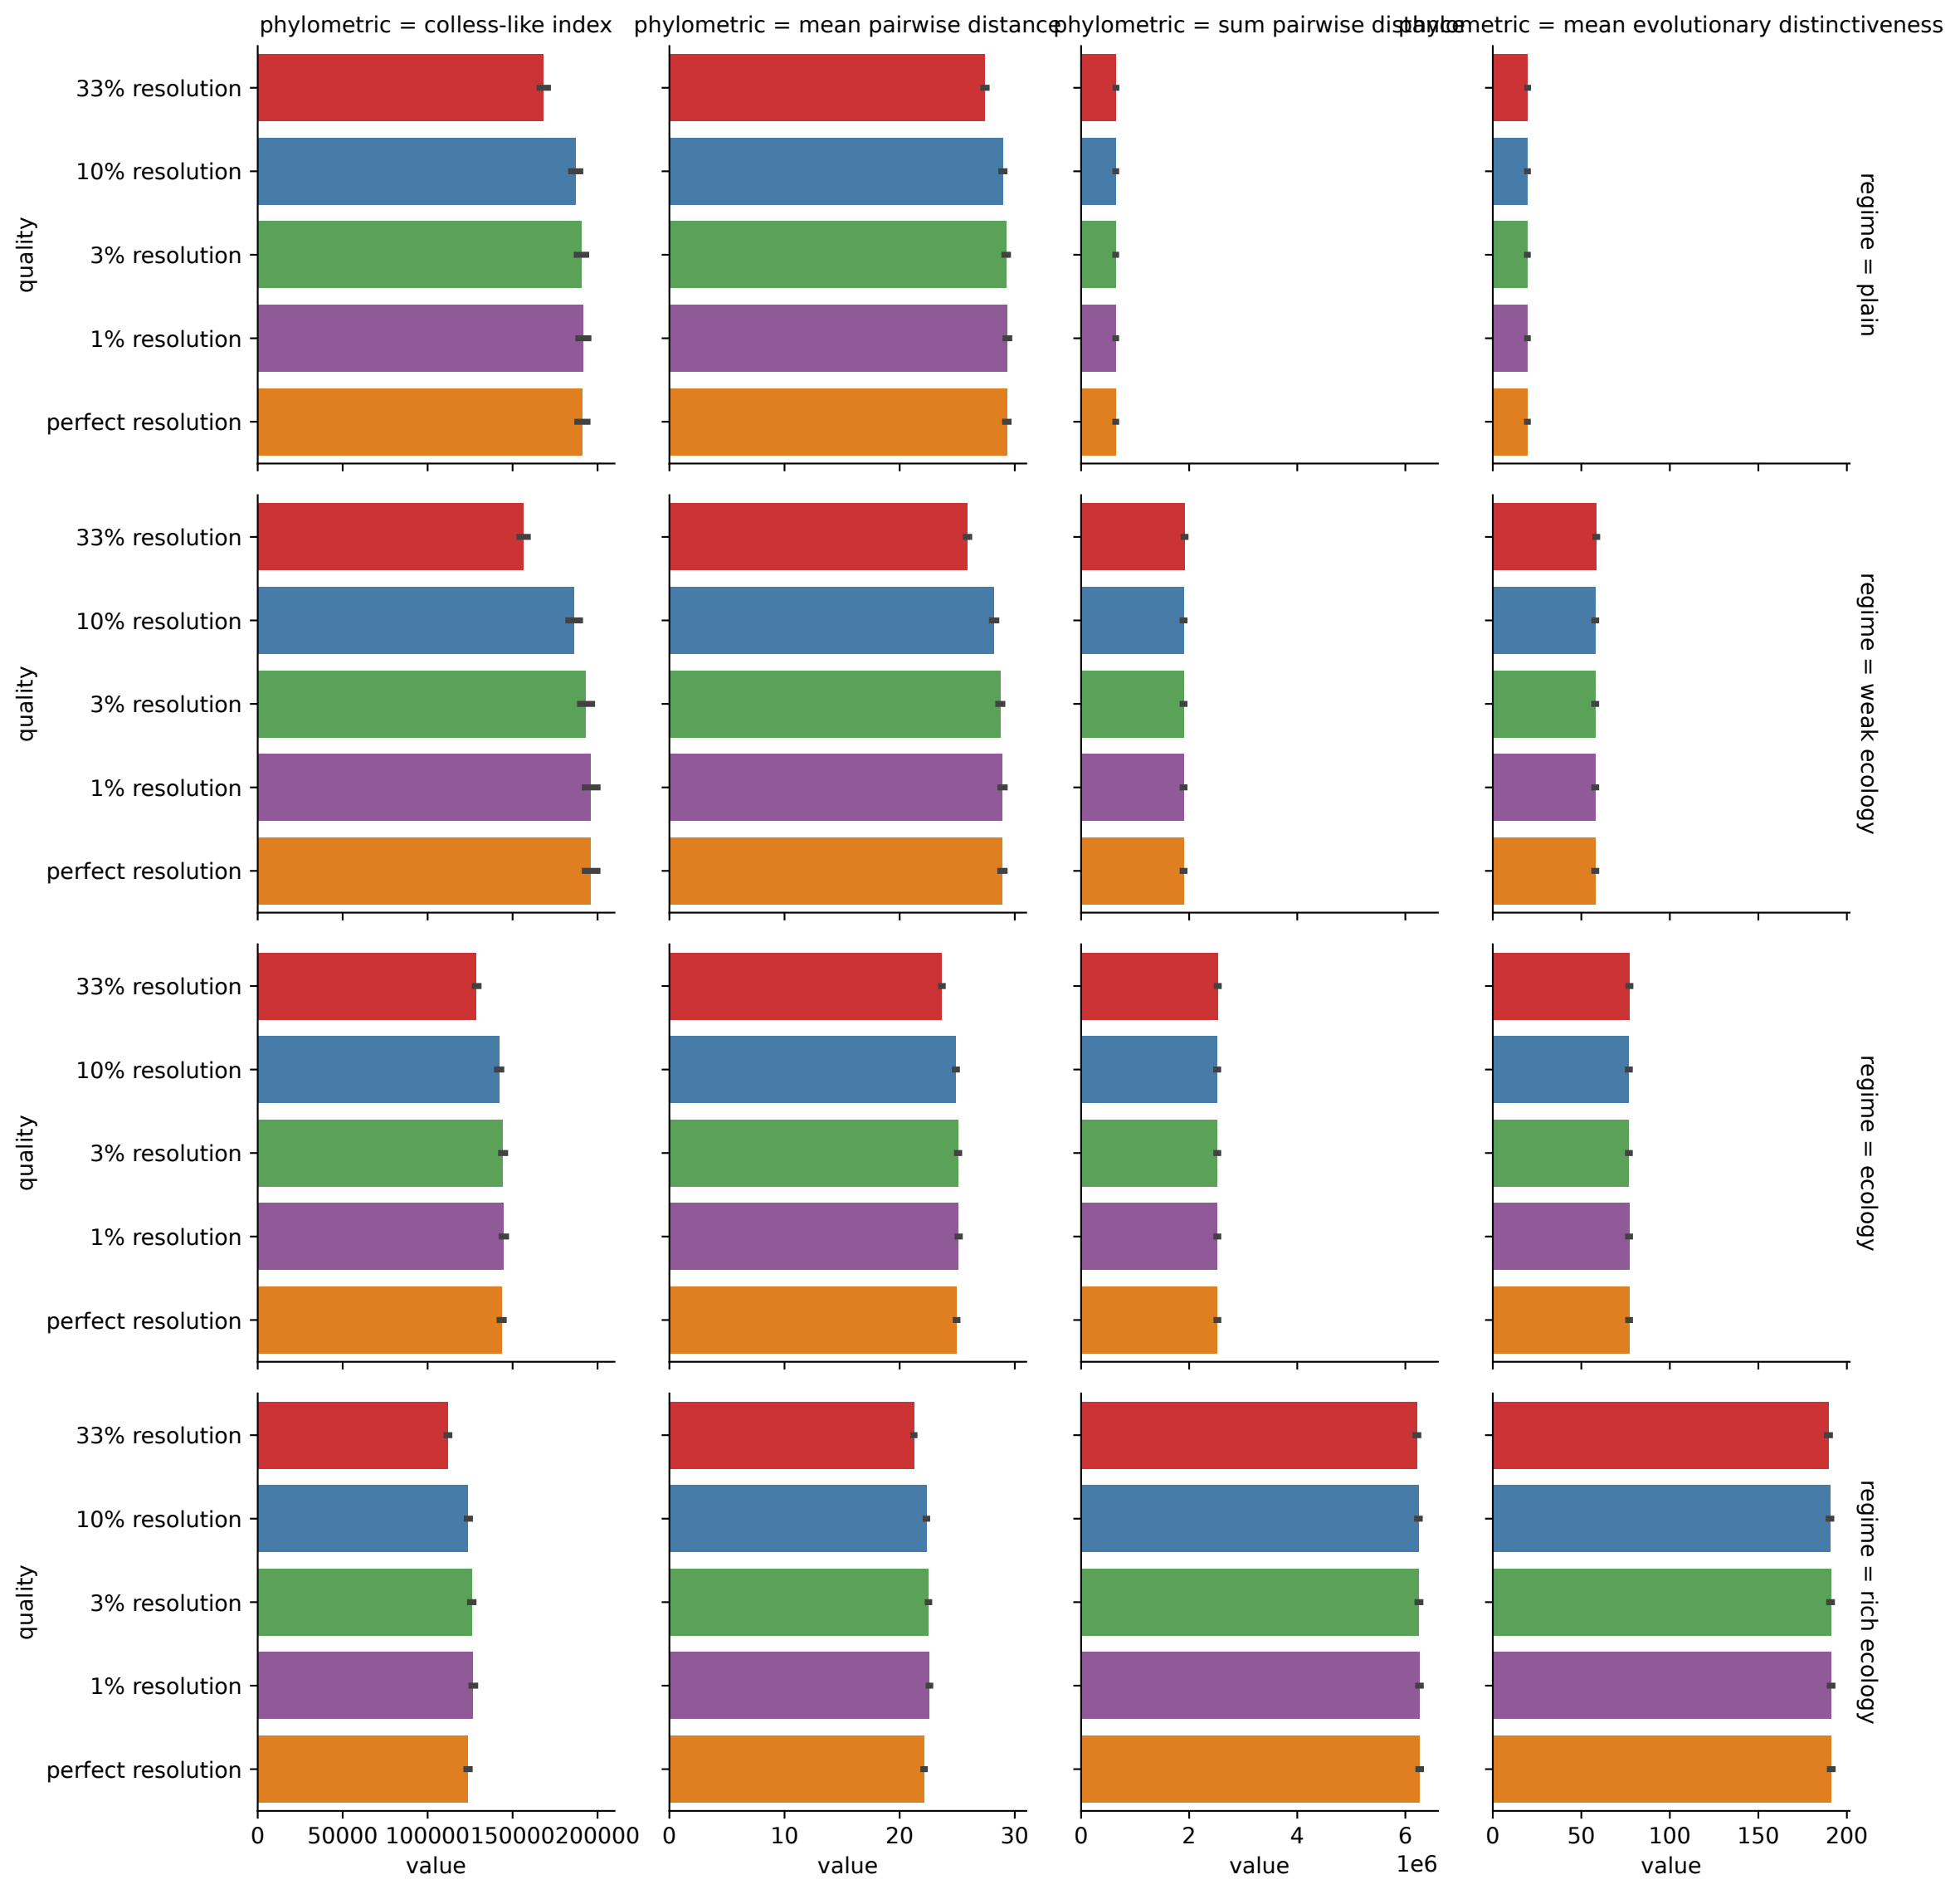 phylometric = colless-like index
phylometric = mean pairwise distance
phylometric = sum pairwise distance
phylometric = mean evolutionary distinctiveness
quality
33% resolution
10% resolution
3% resolution
1% resolution
perfect resolution
regime = plain
quality
33% resolution
10% resolution
3% resolution
1% resolution
perfect resolution
regime = weak ecology
quality
33% resolution
10% resolution
3% resolution
1% resolution
perfect resolution
regime = ecology
quality
33% resolution
10% resolution
3% resolution
1% resolution
perfect resolution
regime = rich ecology
0 50000 100000 150000 200000
value
0 10 20 30
value
0 2 4 6
1e6
value
0 50 100 150 200
value